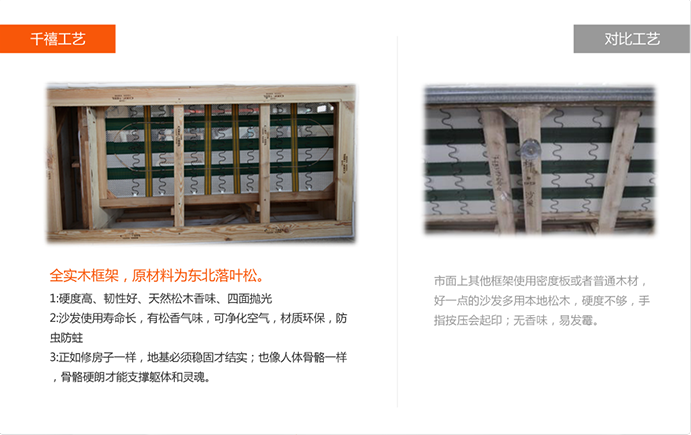 千禧工艺
对比工艺
全实木框架，原材料为东北落叶松。
1:硬度高、韧性好、天然松木香味、四面抛光
2:沙发使用寿命长，有松香气味，可净化空气，材质环保，防
虫防蛀
3:正如修房子一样，地基必须稳固才结实；也像人体骨骼一样
，骨骼硬朗才能支撑躯体和灵魂。
市面上其他框架使用密度板或者普通木材，
好一点的沙发多用本地松木，硬度不够，手
指按压会起印；无香味，易发霉。